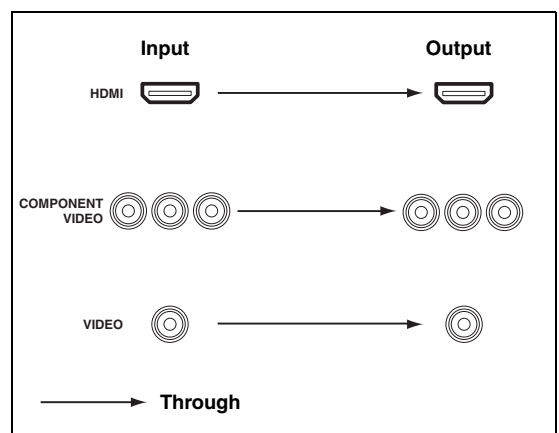 Input Output
HDMI
COMPONENT
VIDEO
VIDEO
Through